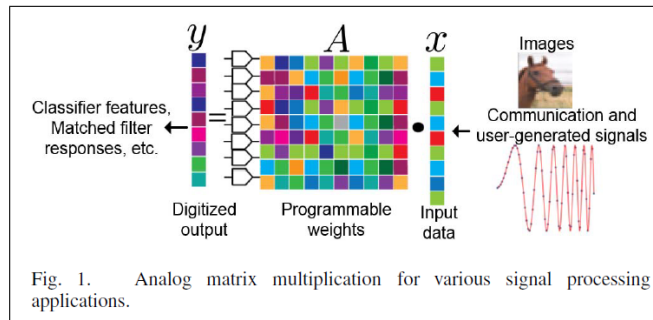 y
A
x
Images
Classifier features,
Matched filter
responses, etc.
=
Communication and
user-generated signals
Digitized
output
Programmable
weights
Input
data
Fig. 1. Analog matrix multiplication for various signal processing
applications.